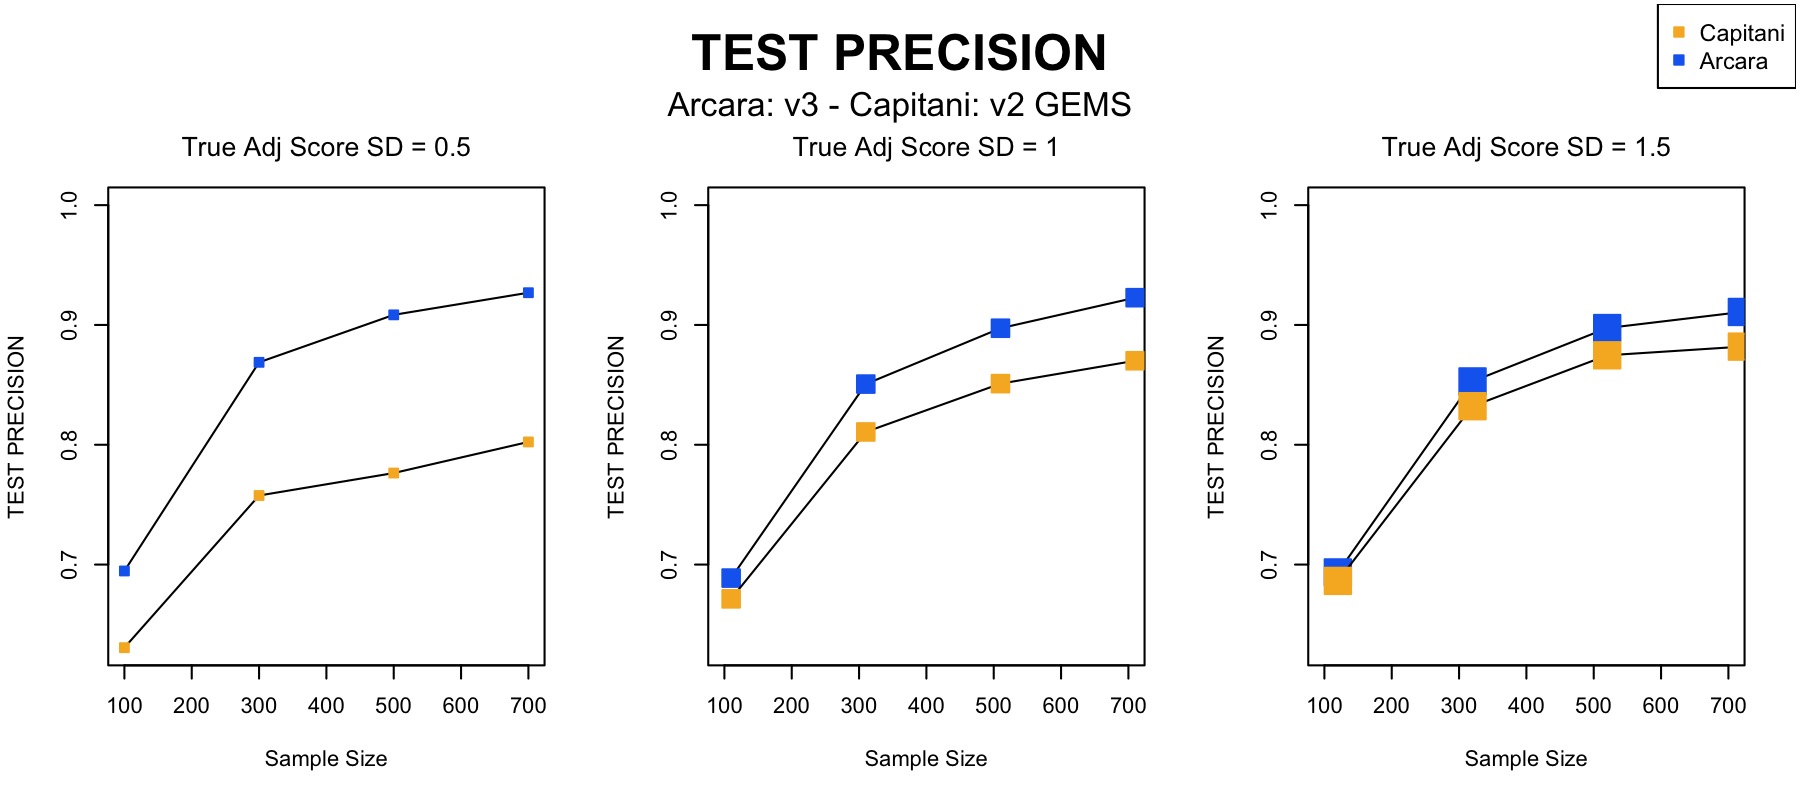 TEST PRECISION
Arcara: v3 - Capitani: v2 GEMS
Capitani
Arcara
True Adj Score SD = 0.5
TEST PRECISION
1.0
0.9
0.8
0.7
100 200 300 400 500 600 700
Sample Size
True Adj Score SD = 1
TEST PRECISION
1.0
0.9
0.8
0.7
100 200 300 400 500 600 700
Sample Size
True Adj Score SD = 1.5
TEST PRECISION
1.0
0.9
0.8
0.7
100 200 300 400 500 600 700
Sample Size